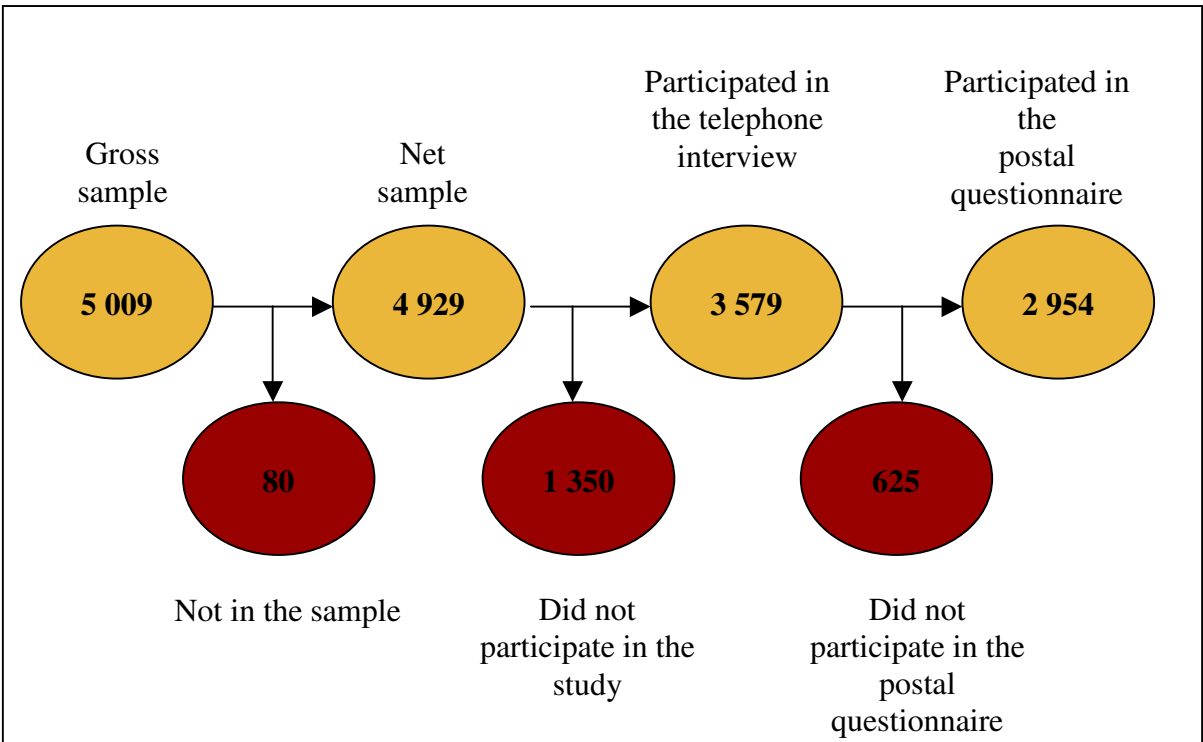 Gross
sample
Net
sample
Participated in
the telephone
interview
Participated in
the
postal
questionnaire
5 009
4 929
3 579
2 954
80
1 350
625
Not in the sample
Did not
participate in the
study
Did not
participate in the
postal
questionnaire